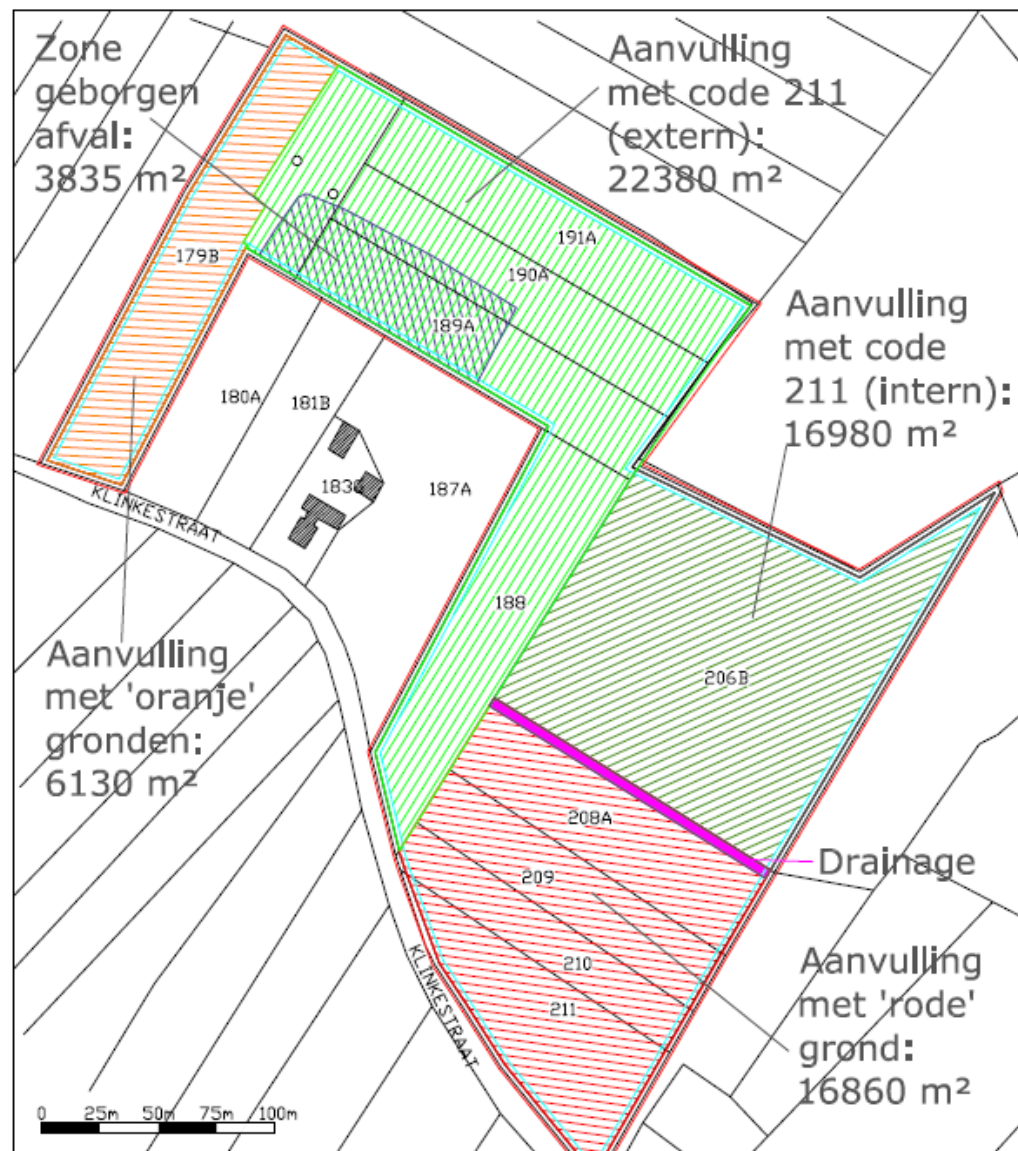 Zone
geborgen
afval:
3835 m²
Aanvulling
met code 211
(extern):
22380 m²
191A
190A
179B
189A
Aanvulling
met code
211 (intern):
16980 m²
180A
181B
187A
KLINKESTRAAT
188
Aanvulling
met 'oranje'
gronden:
6130 m²
206B
208A
Drainage
209
210
211
KLINKESTRAAT
Aanvulling
met 'rode'
grond:
16860 m²
0 25m 50m 75m 100m